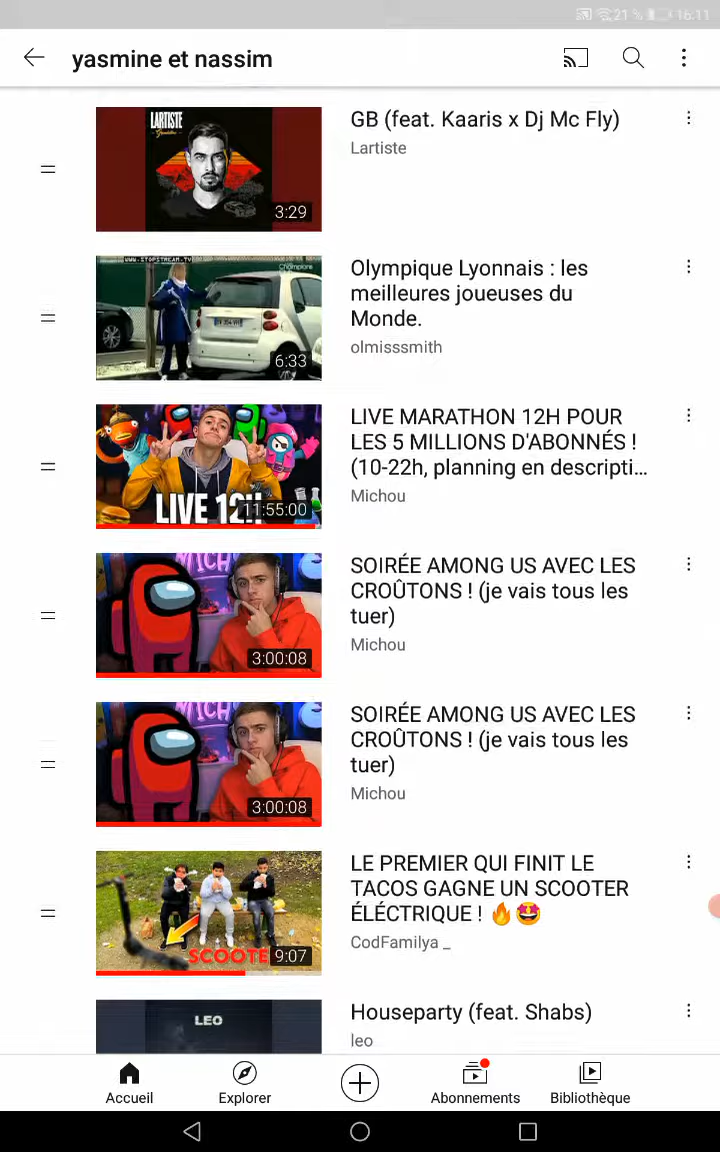 21 % 16:11
yasmine et nassim
LARTISTE
3:29
GB (feat. Kaaris x Dj Mc Fly)
Lartiste
WWW.STOPSTREAM.TV
6:33
Olympique Lyonnais : les
meilleures joueuses du
Monde.
olmisssmith
LIVE 12H
11:55:00
LIVE MARATHON 12H POUR
LES 5 MILLIONS D'ABONNÉS !
(10-22h, planning en descripti…
Michou
MICH
3:00:08
SOIRÉE AMONG US AVEC LES
CROÛTONS ! (je vais tous les
tuer)
Michou
MICH
3:00:08
SOIRÉE AMONG US AVEC LES
CROÛTONS ! (je vais tous les
tuer)
Michou
SCOOTE
9:07
LE PREMIER QUI FINIT LE
TACOS GAGNE UN SCOOTER
ÉLÉCTRIQUE ! 🔥🤩
CodFamilya _
LEO
Houseparty (feat. Shabs)
leo
Accueil
Explorer
Abonnements
Bibliothèque